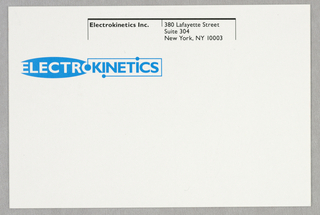 Electrokinetics Inc.
380 Lafayette Street
Suite 304
New York, NY 10003
ELECTROKINETICS